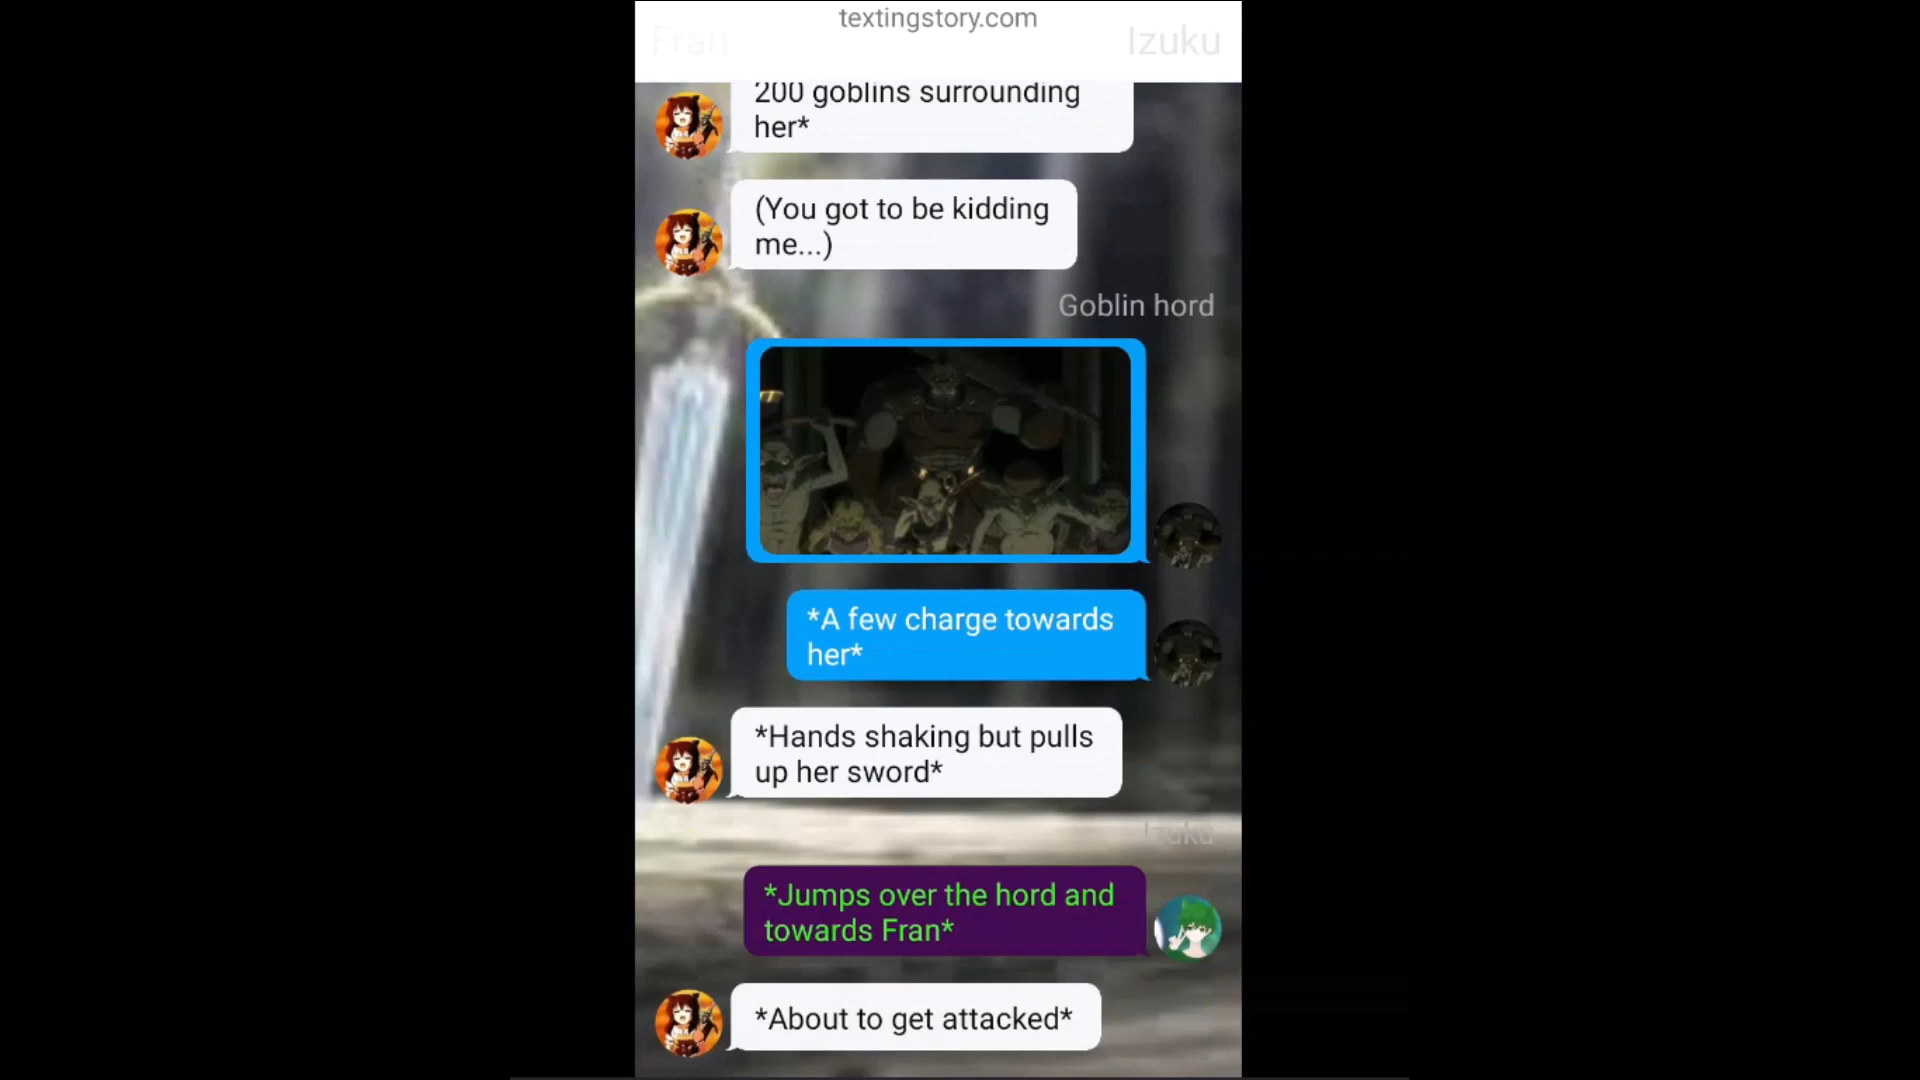 textingstory.com
Fran
Izuku
200 goblins surrounding
her*
(You got to be kidding
me...)
Goblin hord
*A few charge towards
her*
*Hands shaking but pulls
up her sword*
Izuku
*Jumps over the hord and
towards Fran*
*About to get attacked*